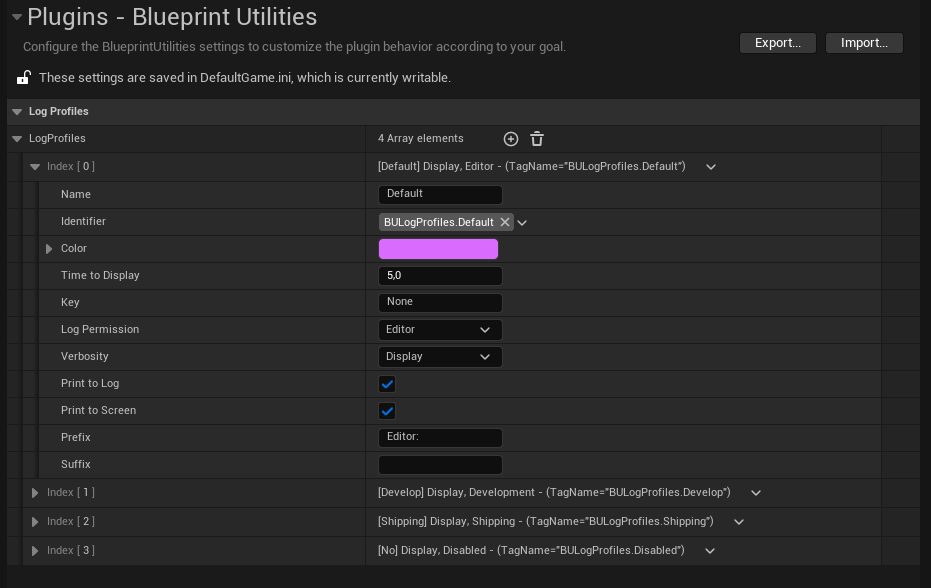 Plugins - Blueprint Utilities
Configure the BlueprintUtilities settings to customize the plugin behavior according to your goal.
Export...
Import...
These settings are saved in DefaultGame.ini, which is currently writable.
Log Profiles
LogProfiles 4 Array elements
Index [ 0 ] [Default] Display, Editor - (TagName="BULogProfiles.Default")
Name Default
Identifier BULogProfiles.Default
Color
Time to Display 5,0
Key None
Log Permission Editor
Verbosity Display
Print to Log
Print to Screen
Prefix Editor:
Suffix
Index [ 1 ] [Develop] Display, Development - (TagName="BULogProfiles.Develop")
Index [ 2 ] [Shipping] Display, Shipping - (TagName="BULogProfiles.Shipping")
Index [ 3 ] [No] Display, Disabled - (TagName="BULogProfiles.Disabled")